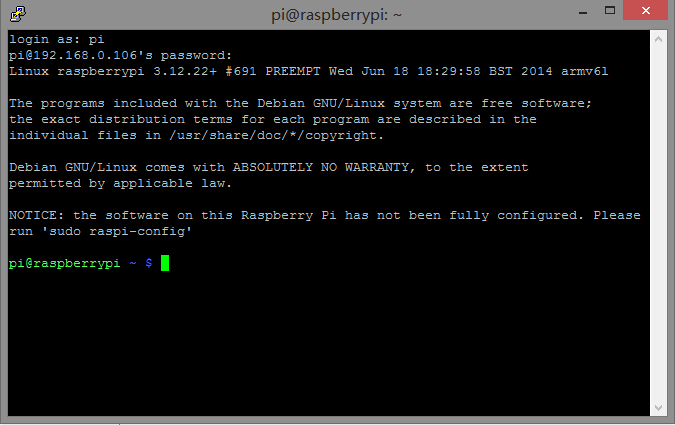 pi@raspberrypi: ~
login as: pi
pi@192.168.0.106's password:
Linux raspberrypi 3.12.22+ #691 PREEMPT Wed Jun 18 18:29:58 BST 2014 armv6l
The programs included with the Debian GNU/Linux system are free software;
the exact distribution terms for each program are described in the
individual files in /usr/share/doc/*/copyright.
Debian GNU/Linux comes with ABSOLUTELY NO WARRANTY, to the extent
permitted by applicable law.
NOTICE: the software on this Raspberry Pi has not been fully configured. Please
run 'sudo raspi-config'
pi@raspberrypi ~ $